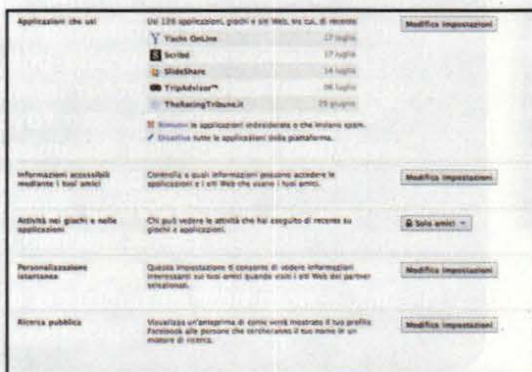 Applicazioni che usi
Usi 126 applicazioni, giochi e siti Web, tra cui, di recente
Modifica impostazioni
Yacht OnLine 27 luglio
Scribd 17 luglio
SlideShare 14 luglio
TripAdvisor™ 06 luglio
TheRacingTribune.it 25 giugno
Rimuovi le applicazioni indesiderate o che inviano spam.
Disattiva tutte le applicazioni della piattaforma.
Informazioni accessibili
mediante i tuoi amici
Controlla a quali informazioni possono accedere le
applicazioni e i siti Web che usano i tuoi amici.
Modifica impostazioni
Attività nei giochi e nelle
applicazioni
Chi può vedere le attività che hai eseguito di recente su
giochi e applicazioni.
Solo amici
Personalizzazione
istantanea
Questa impostazione ti consente di vedere informazioni
interessanti sui tuoi amici quando visiti i siti Web dei partner
selezionati.
Modifica impostazioni
Ricerca pubblica
Visualizza un'anteprima di come verrà mostrato il tuo profilo
Facebook alle persone che cercheranno il tuo nome in un
motore di ricerca.
Modifica impostazioni